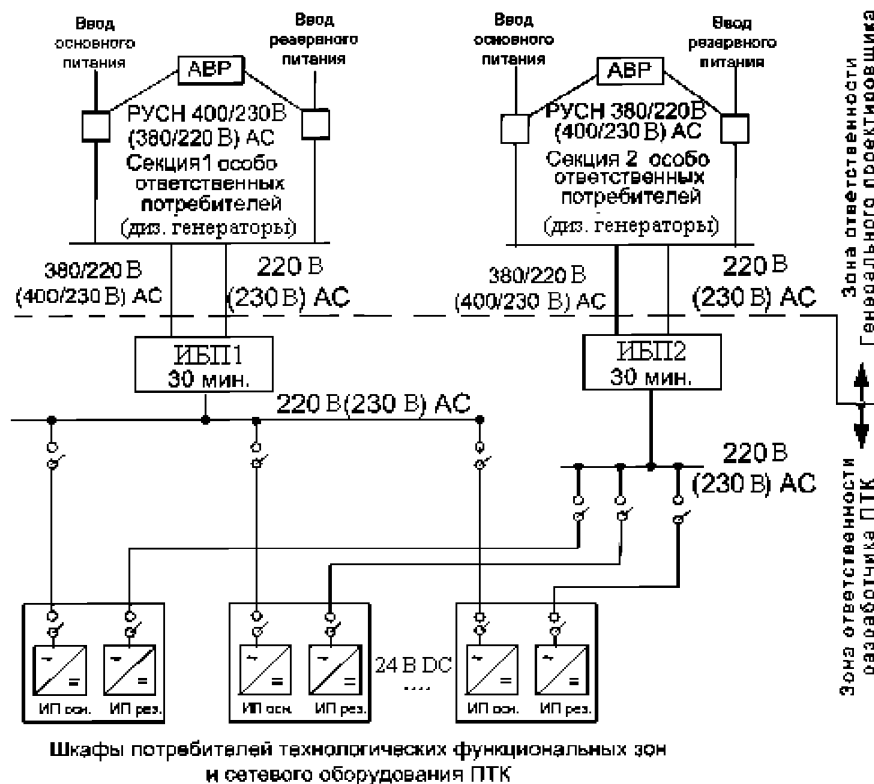 Ввод
основного
питания
АВР
Ввод
резервного
питания
РУСН 400/230В
(380/220 В) АС
Секция1 особо
ответственных
потребителей
(диз. генераторы)
380/220 В
(400/230 В) АС
220 В
(230 В) АС
Ввод
основного
питания
АВР
Ввод
резервного
питания
РУСН 380/220В
(400/230 В) АС
Секция 2 особо
ответственных
потребителей
(диз. генераторы)
380/220 В
(400/230 В) АС
220 В
(230 В) АС
Зона ответственности
Генерального проектировщика
ИБП1
30 мин.
ИБП2
30 мин.
220 В(230 В) АС
220 В
(230 В) АС
Зона ответственности
разработчика ПТК
ИП осн.
ИП рез.
ИП осн.
ИП рез.
24 В DC
....
ИП осн.
ИП рез.
Шкафы потребителей технологических функциональных зон
и сетевого оборудования ПТК